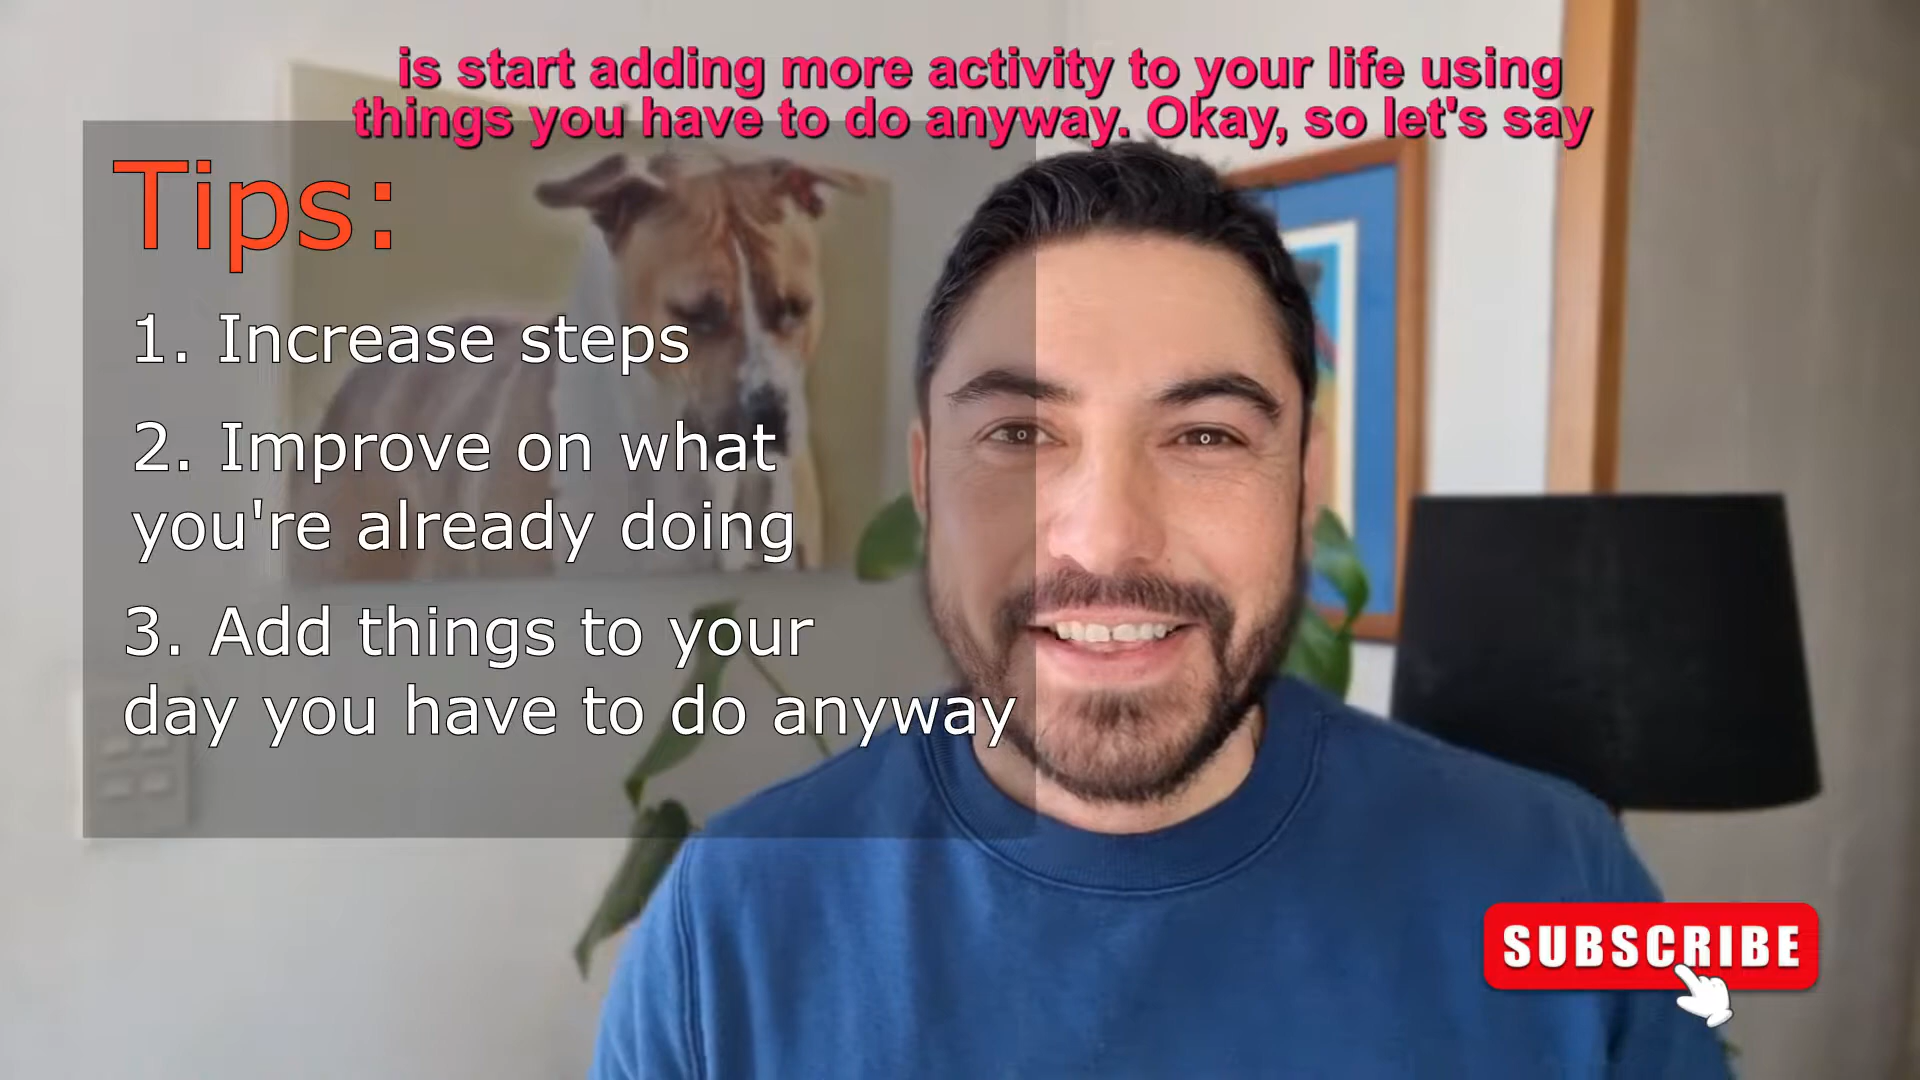 is start adding more activity to your life using
things you have to do anyway. Okay, so let's say
Tips:
1. Increase steps
2. Improve on what
you're already doing
3. Add things to your
day you have to do anyway
SUBSCRIBE